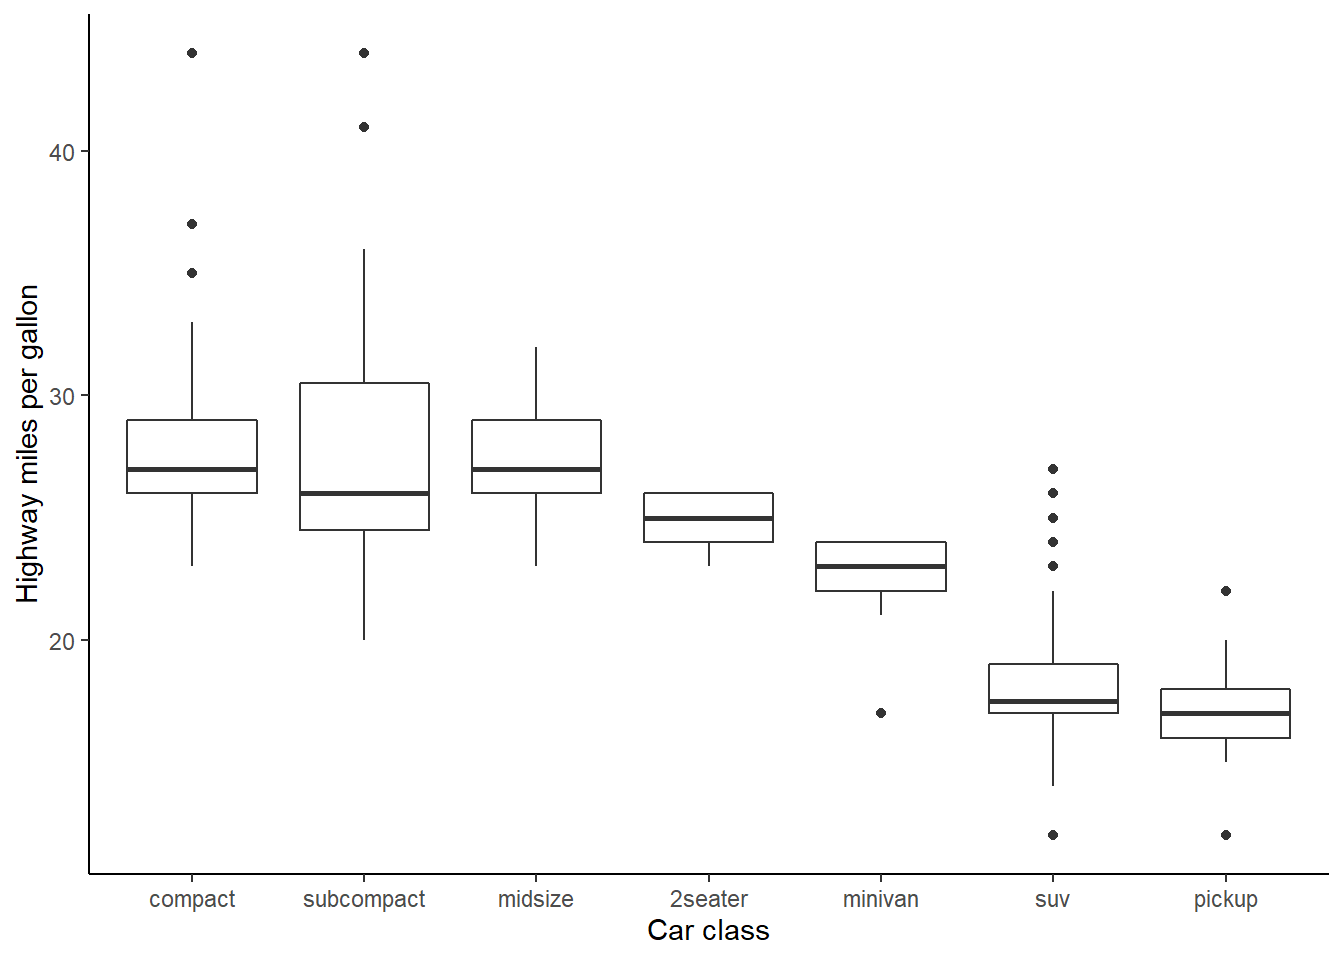 Highway miles per gallon
40
30
20
compact subcompact midsize 2seater minivan suv pickup
Car class